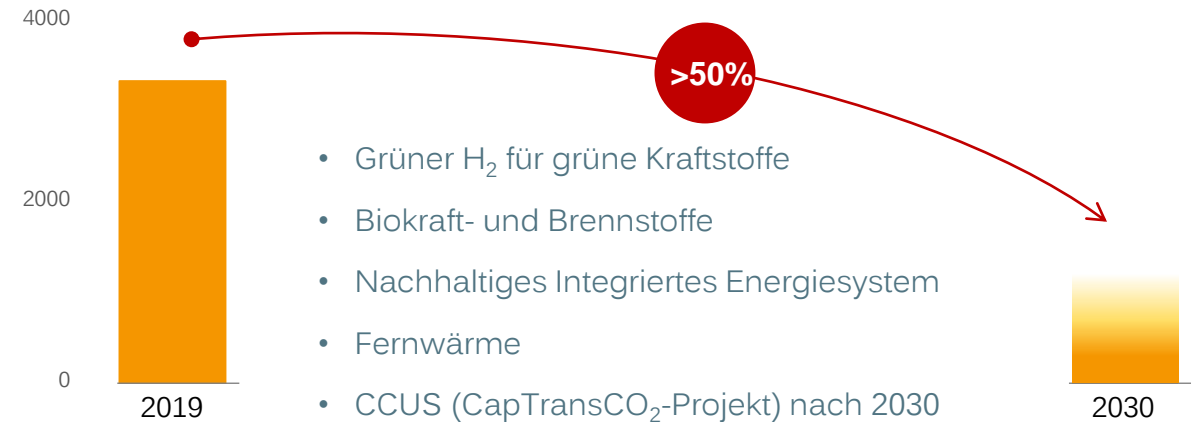 4000
>50%
• Grüner H₂ für grüne Kraftstoffe
2000
• Biokraft- und Brennstoffe
• Nachhaltiges Integriertes Energiesystem
• Fernwärme
0
• CCUS (CapTransCO₂-Projekt) nach 2030
2019
2030